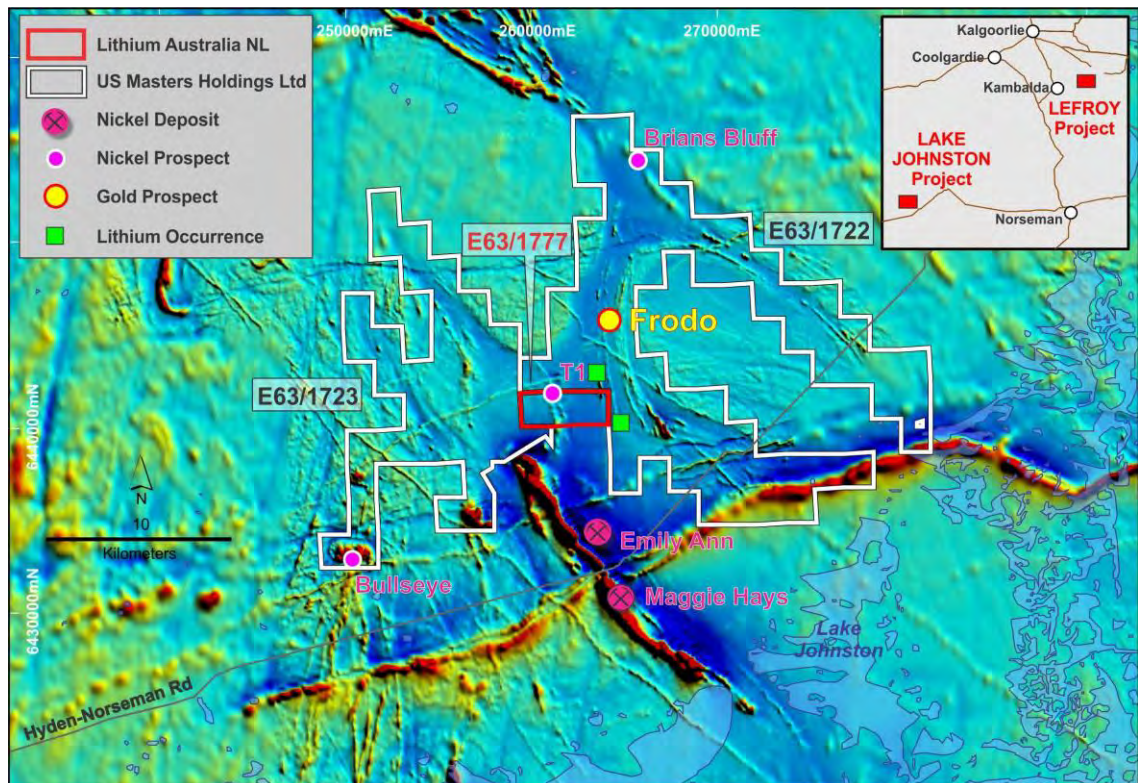 Lithium Australia NL
US Masters Holdings Ltd
Nickel Deposit
Nickel Prospect
Gold Prospect
Lithium Occurrence
250000mE
260000mE
270000mE
Kalgoorlie
Coolgardie
Kambalda
LEFROY
Project
LAKE
JOHNSTON
Project
Norseman
Brians Bluff
E63/1777
E63/1722
Frodo
T1
E63/1723
6440000mN
N
10
Kilometers
Emily Ann
Bullseye
Maggie Hays
6430000mN
Lake
Johnston
Hyden-Norseman Rd